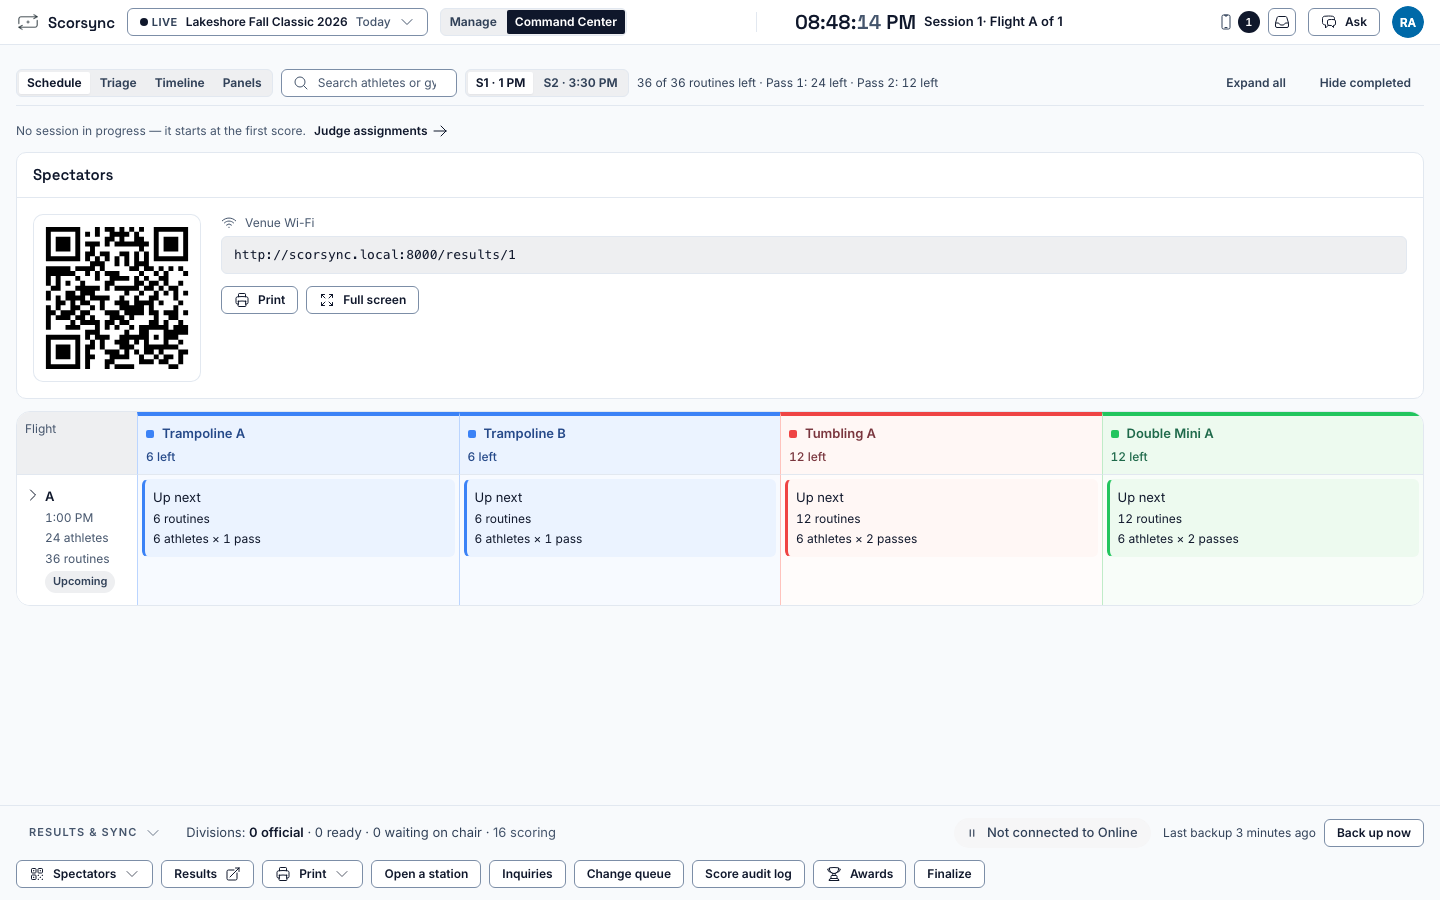 Scorsync
LIVE Lakeshore Fall Classic 2026 Today
Manage Command Center
08:48:14 PM Session 1· Flight A of 1
1
Ask
RA
Schedule Triage Timeline Panels
Search athletes or gy
S1 · 1 PM S2 · 3:30 PM
36 of 36 routines left · Pass 1: 24 left · Pass 2: 12 left
Expand all Hide completed
No session in progress — it starts at the first score. Judge assignments
Spectators
Venue Wi-Fi
http://scorsync.local:8000/results/1
Print Full screen
Flight
Trampoline A
6 left
Trampoline B
6 left
Tumbling A
12 left
Double Mini A
12 left
A
1:00 PM
24 athletes
36 routines
Upcoming
Up next
6 routines
6 athletes × 1 pass
Up next
6 routines
6 athletes × 1 pass
Up next
12 routines
6 athletes × 2 passes
Up next
12 routines
6 athletes × 2 passes
RESULTS & SYNC
Divisions: 0 official · 0 ready · 0 waiting on chair · 16 scoring
Not connected to Online
Last backup 3 minutes ago
Back up now
Spectators Results Print Open a station Inquiries Change queue Score audit log Awards Finalize